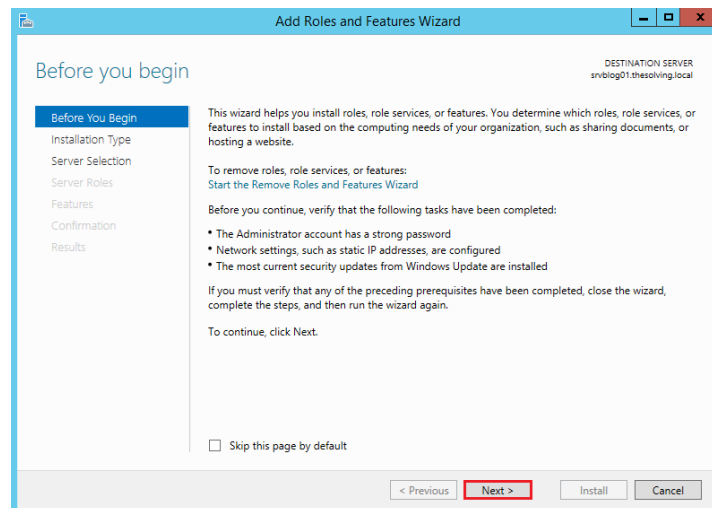 Add Roles and Features Wizard
Before you begin
DESTINATION SERVER
srvblog01.thesolving.local
Before You Begin
Installation Type
Server Selection
Server Roles
Features
Confirmation
Results
This wizard helps you install roles, role services, or features. You determine which roles, role services, or
features to install based on the computing needs of your organization, such as sharing documents, or
hosting a website.
To remove roles, role services, or features:
Start the Remove Roles and Features Wizard
Before you continue, verify that the following tasks have been completed:
• The Administrator account has a strong password
• Network settings, such as static IP addresses, are configured
• The most current security updates from Windows Update are installed
If you must verify that any of the preceding prerequisites have been completed, close the wizard,
complete the steps, and then run the wizard again.
To continue, click Next.
Skip this page by default
< Previous
Next >
Install
Cancel